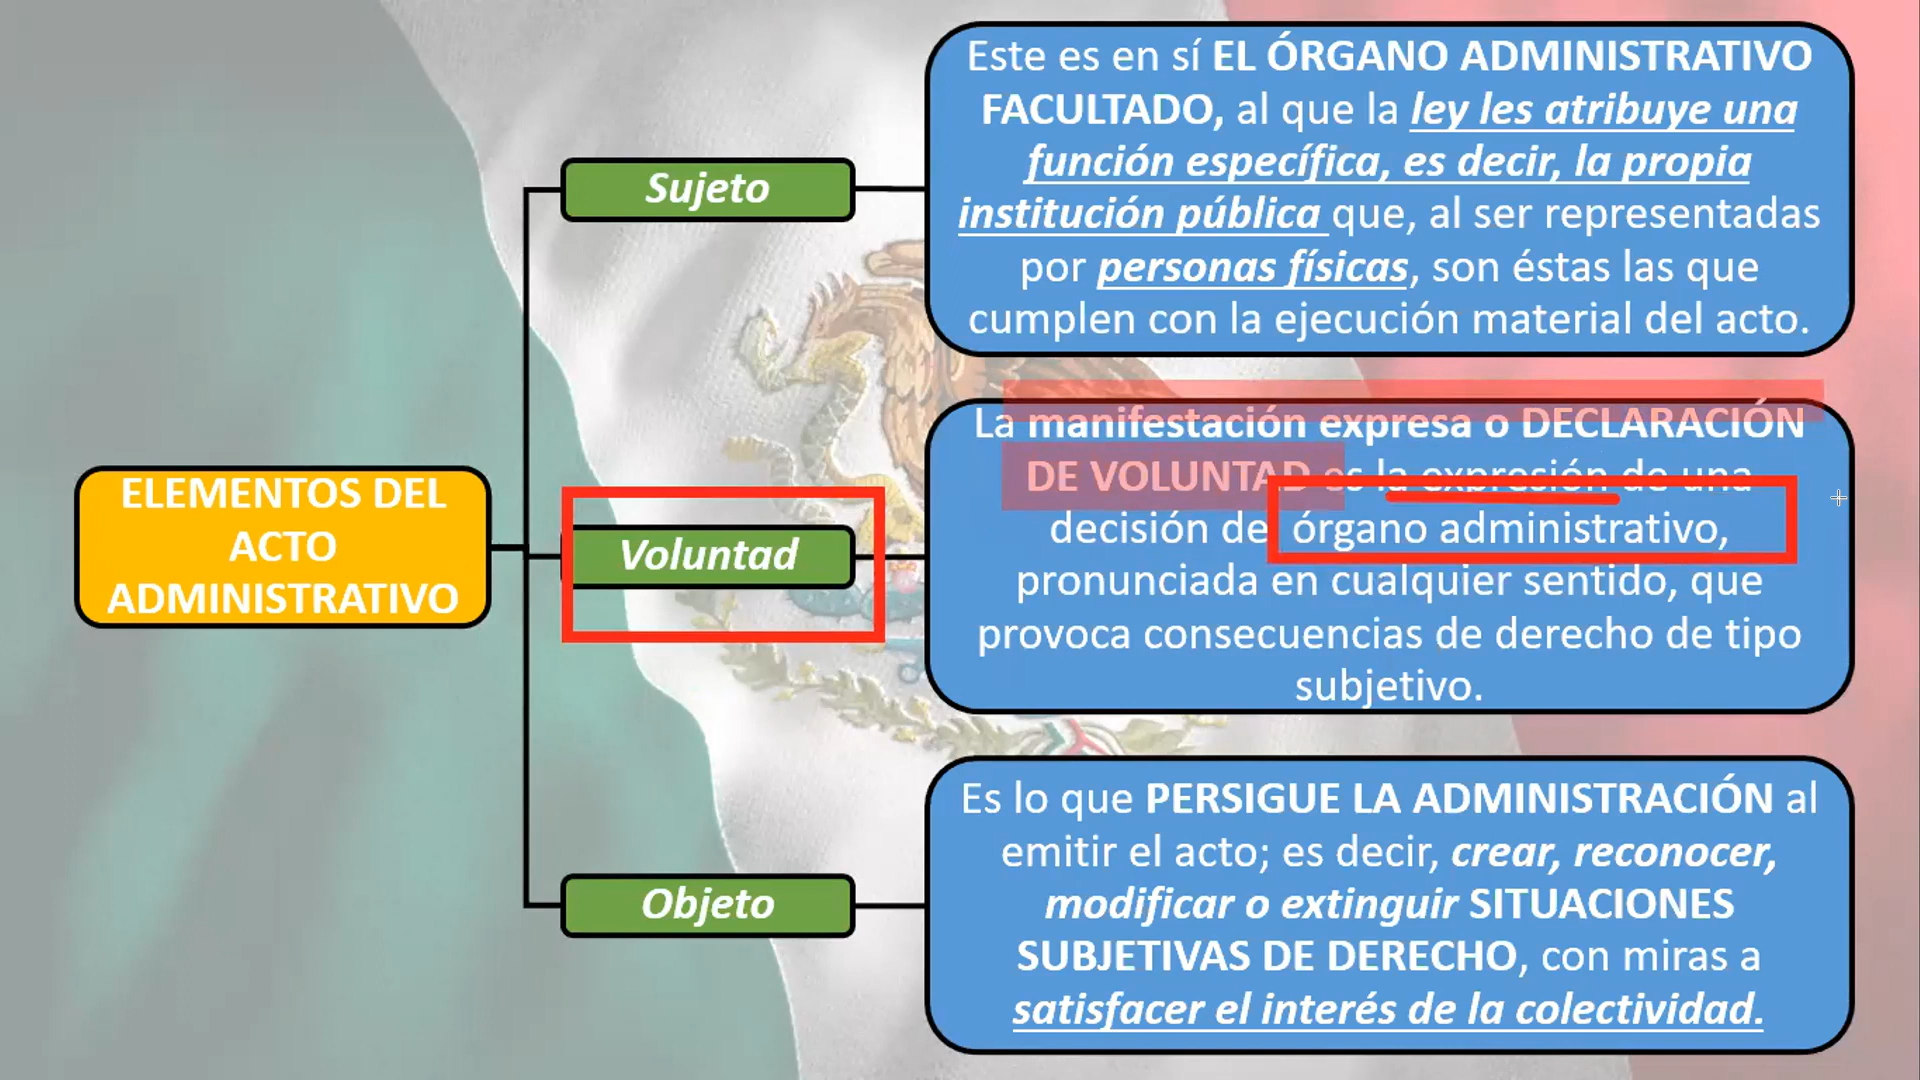 Este es en sí EL ÓRGANO ADMINISTRATIVO
FACULTADO, al que la ley les atribuye una
función específica, es decir, la propia
institución pública que, al ser representadas
por personas físicas, son éstas las que
cumplen con la ejecución material del acto.
Sujeto
La manifestación expresa o DECLARACIÓN
DE VOLUNTAD es la expresión de una
decisión de órgano administrativo,
pronunciada en cualquier sentido, que
provoca consecuencias de derecho de tipo
subjetivo.
ELEMENTOS DEL
ACTO
ADMINISTRATIVO
Voluntad
Es lo que PERSIGUE LA ADMINISTRACIÓN al
emitir el acto; es decir, crear, reconocer,
modificar o extinguir SITUACIONES
SUBJETIVAS DE DERECHO, con miras a
satisfacer el interés de la colectividad.
Objeto